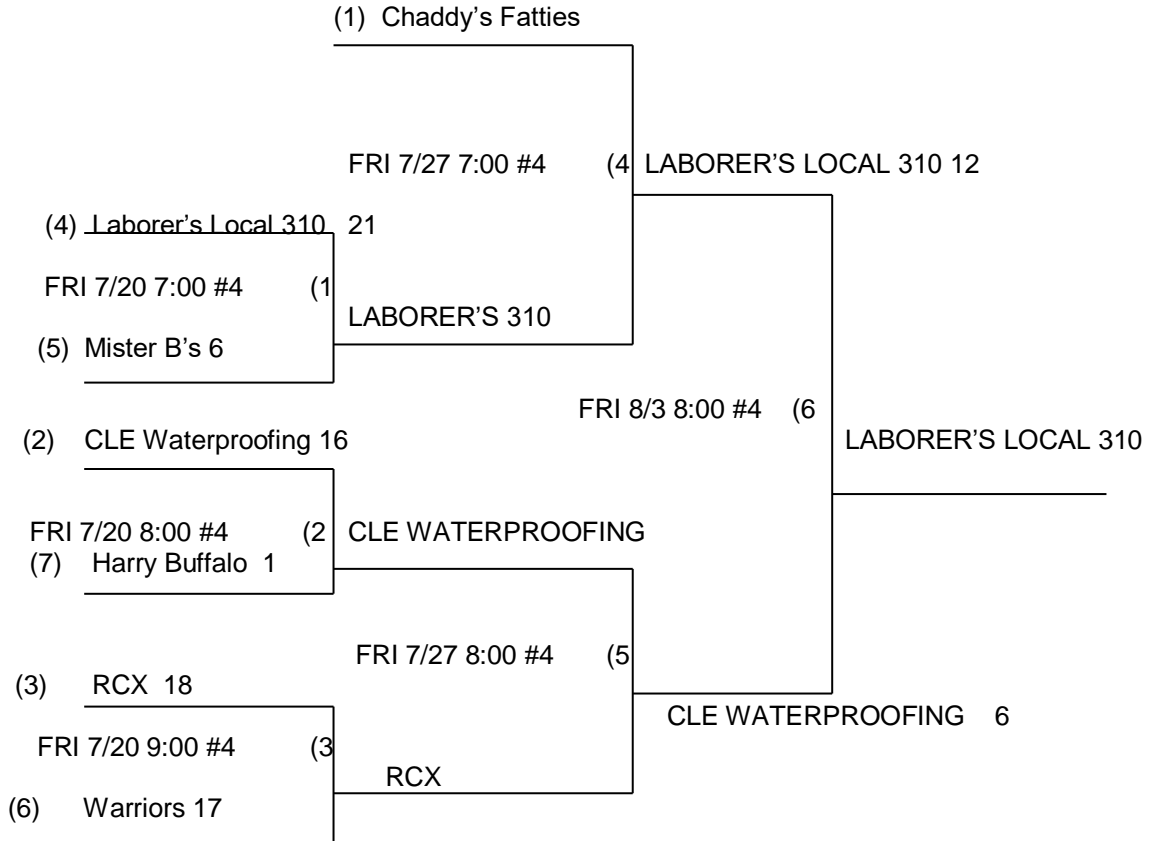 (1) Chaddy's Fatties
FRI 7/27 7:00 #4 (4 LABORER'S LOCAL 310 12
(4) Laborer's Local 310 21
FRI 7/20 7:00 #4 (1
LABORER'S 310
(5) Mister B's 6
FRI 8/3 8:00 #4 (6
(2) CLE Waterproofing 16
LABORER'S LOCAL 310
FRI 7/20 8:00 #4 (2 CLE WATERPROOFING
(7) Harry Buffalo 1
FRI 7/27 8:00 #4 (5
(3) RCX 18
CLE WATERPROOFING 6
FRI 7/20 9:00 #4 (3
RCX
(6) Warriors 17